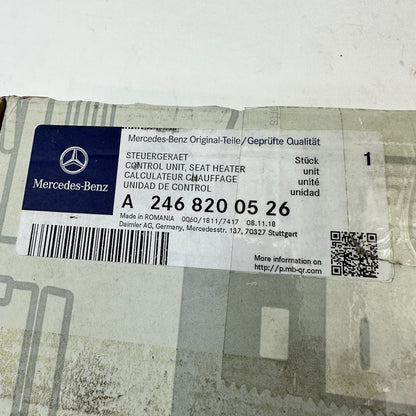 Mercedes-Benz Original-Teile/Geprüfte Qualität
Mercedes-Benz
STEUERGERAET
CONTROL UNIT, SEAT HEATER
CALCULATEUR CHAUFFAGE
UNIDAD DE CONTROL
Stück
unit
unité
unidad
1
A 246 820 05 26
Made in ROMANIA 0Q60/1811/7417 08.11.18
Daimler AG, Germany, Mercedesstr. 137, 70327 Stuttgart
More information on
http://p.mb-qr.com